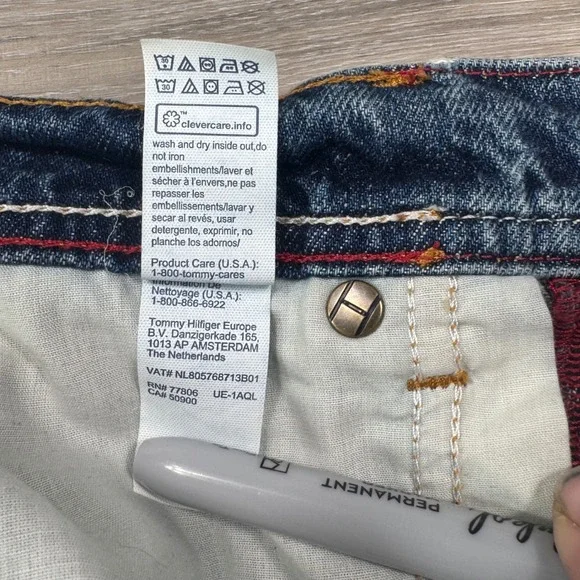 30
clevercare.info
wash and dry inside out,do
not iron
embellishments/laver et
sécher à l'envers,ne pas
repasser les
embellissements/lavar y
secar al revés, usar
detergente, exprimir, no
planche los adornos/
Product Care (U.S.A.):
1-800-tommy-cares
Information De
Nettoyage (U.S.A.):
1-800-866-6922
Tommy Hilfiger Europe
B.V. Danzigerkade 165,
1013 AP AMSTERDAM
The Netherlands
VAT# NL805768713B01
RN# 77806
CA# 50900 UE-1AQL
H
PERMANENT